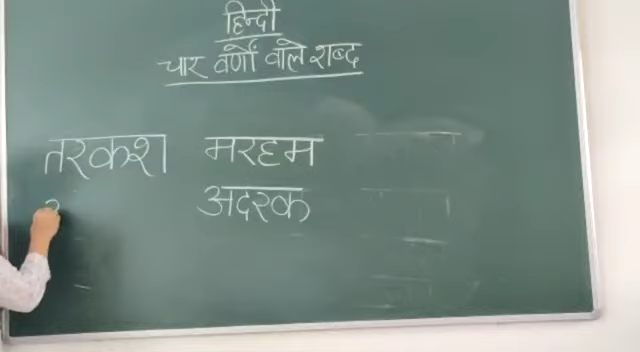 हिन्दी
चार वर्णों वाले शब्द
तरकश मरहम
अदरक